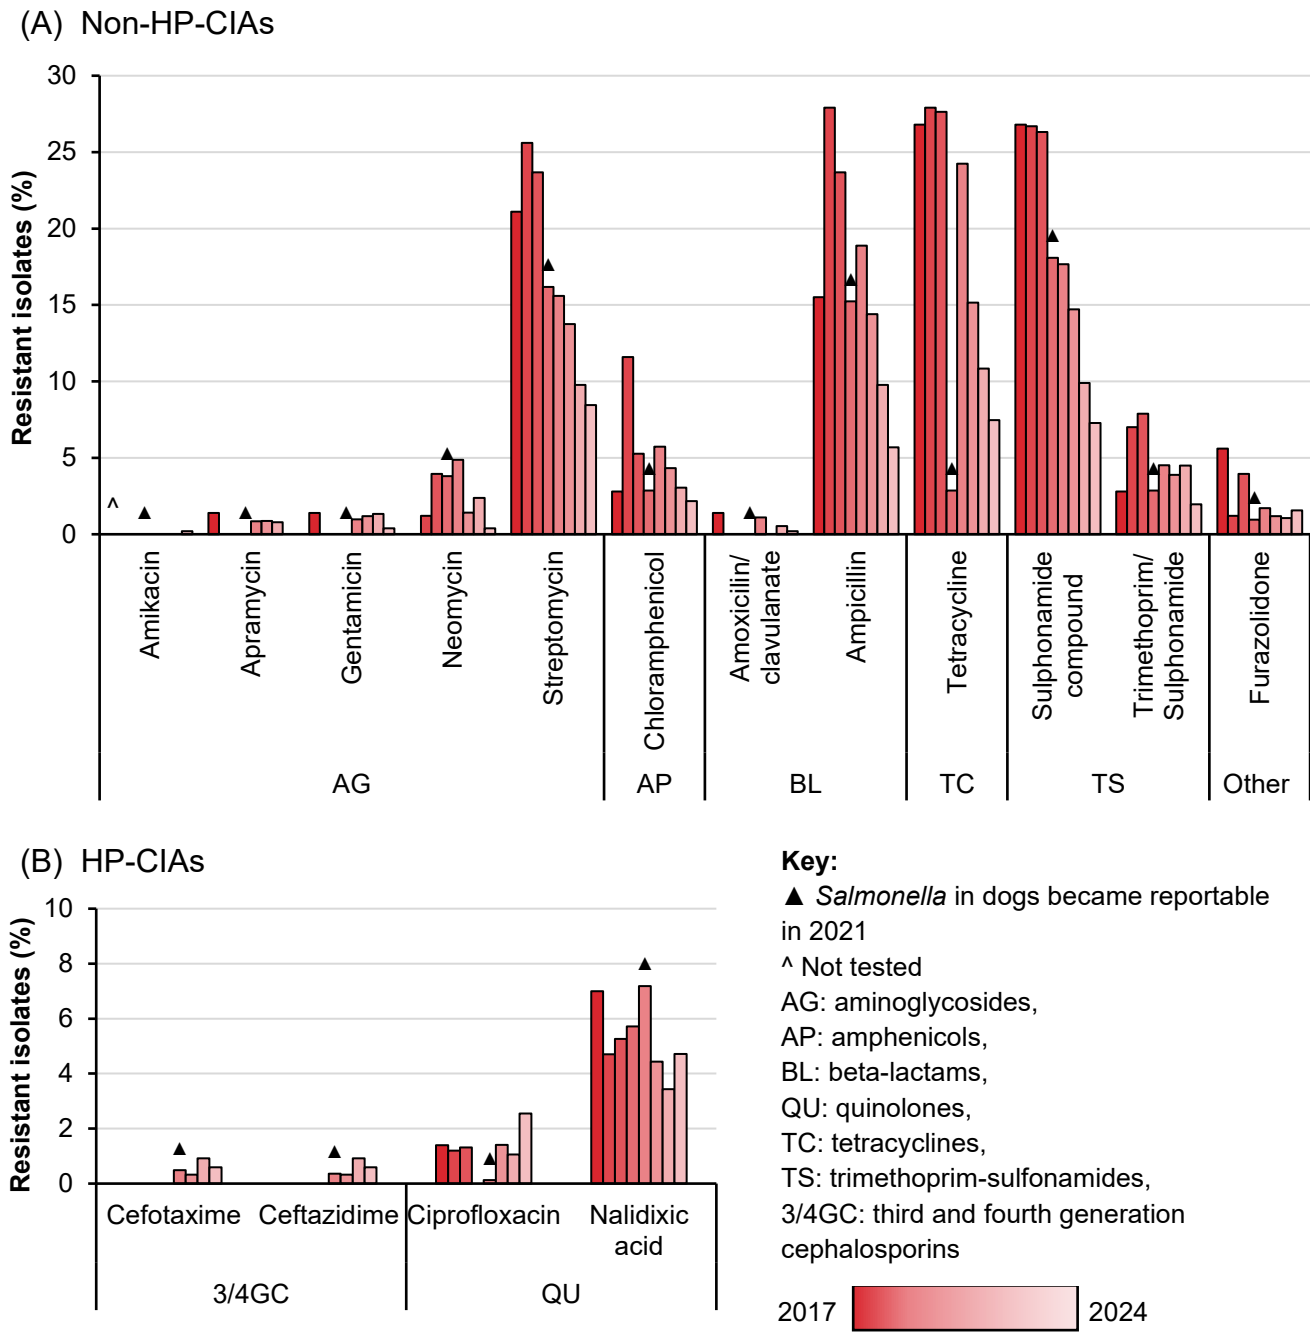 (A) Non-HP-CIAs
Resistant isolates (%)
30
25
20
15
10
5
0
^
▲
▲
▲
▲
▲
▲
▲
▲
▲
▲
▲
▲
Amikacin
Apramycin
Gentamicin
Neomycin
Streptomycin
Chloramphenicol
Amoxicilin/
clavulanate
Ampicillin
Tetracycline
Sulphonamide
compound
Trimethoprim/
Sulphonamide
Furazolidone
AG
AP
BL
TC
TS
Other
(B) HP-CIAs
Resistant isolates (%)
10
8
6
4
2
0
▲
▲
▲
▲
Cefotaxime
Ceftazidime
Ciprofloxacin
Nalidixic
acid
3/4GC
QU
Key:
▲ Salmonella in dogs became reportable
in 2021
^ Not tested
AG: aminoglycosides,
AP: amphenicols,
BL: beta-lactams,
QU: quinolones,
TC: tetracyclines,
TS: trimethoprim-sulfonamides,
3/4GC: third and fourth generation
cephalosporins
2017
2024